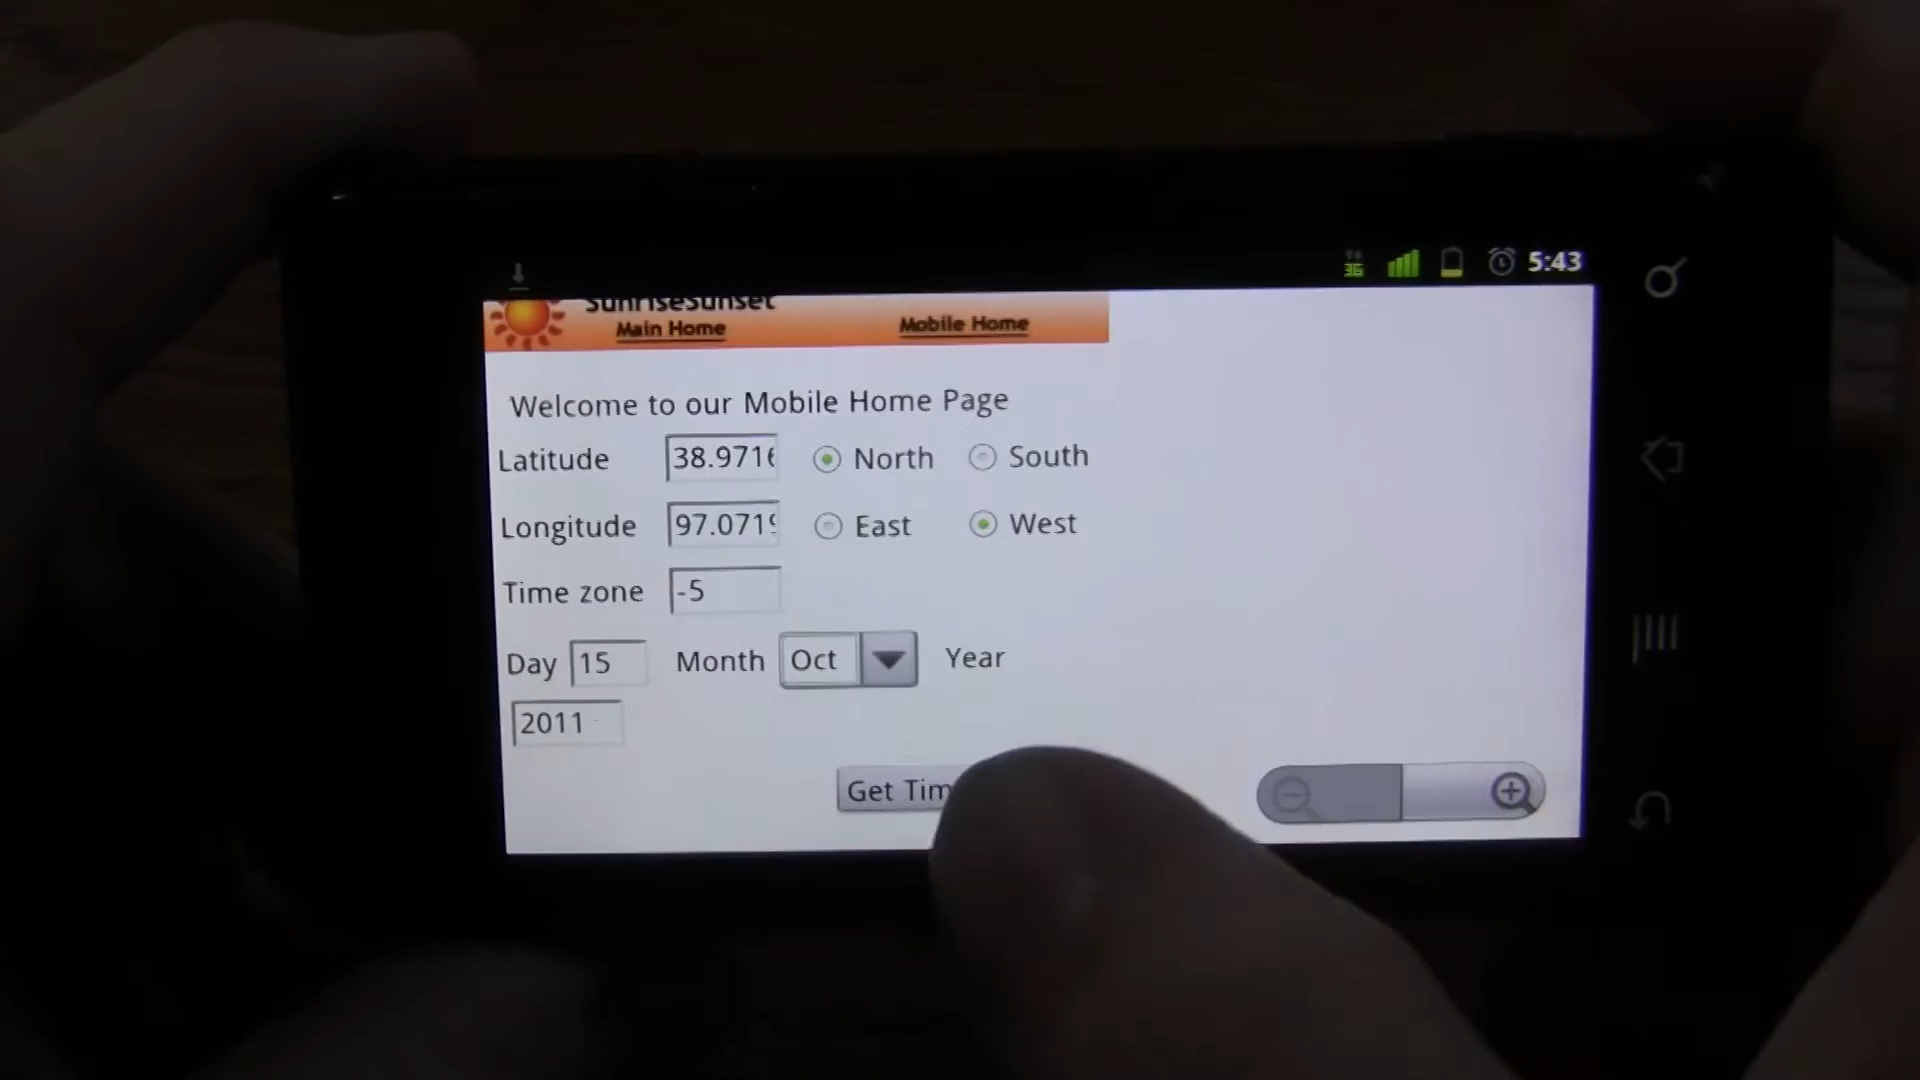 3G 5:43
SunriseSunset
Main Home Mobile Home
Welcome to our Mobile Home Page
Latitude 38.971 North South
Longitude 97.071 East West
Time zone -5
Day 15 Month Oct Year
2011
Get Tim